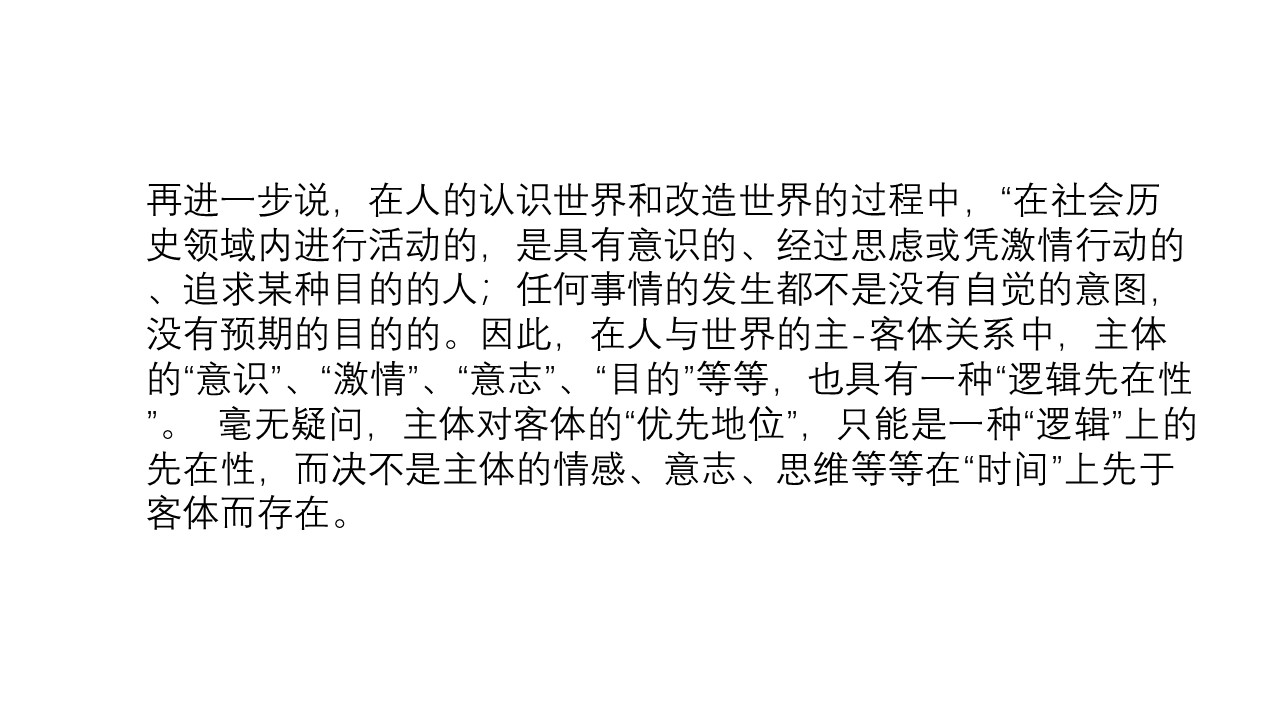 再进一步说，在人的认识世界和改造世界的过程中，“在社会历
史领域内进行活动的，是具有意识的、经过思虑或凭激情行动的
、追求某种目的的人；任何事情的发生都不是没有自觉的意图，
没有预期的目的的。因此，在人与世界的主-客体关系中，主体
的“意识”、“激情”、“意志”、“目的”等等，也具有一种“逻辑先在性
”。 毫无疑问，主体对客体的“优先地位”，只能是一种“逻辑”上的
先在性，而决不是主体的情感、意志、思维等等在“时间”上先于
客体而存在。